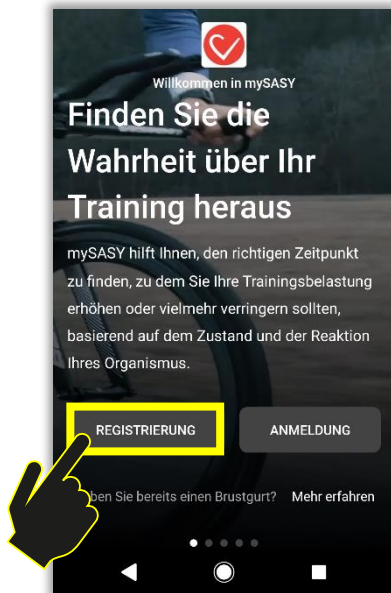 Willkommen in mySASY
Finden Sie die
Wahrheit über Ihr
Training heraus
mySASY hilft Ihnen, den richtigen Zeitpunkt
zu finden, zu dem Sie Ihre Trainingsbelastung
erhöhen oder vielmehr verringern sollten,
basierend auf dem Zustand und der Reaktion
Ihres Organismus.
REGISTRIERUNG ANMELDUNG
ben Sie bereits einen Brustgurt? Mehr erfahren